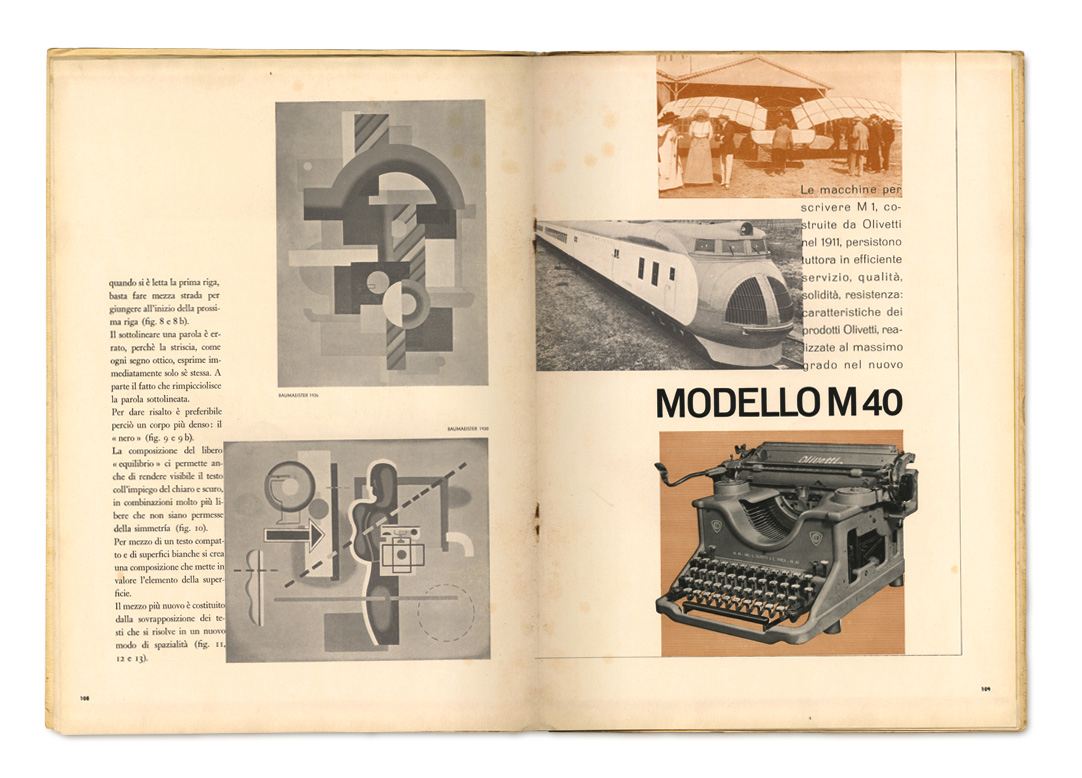 quando si è letta la prima riga,
basta fare mezza strada per
giungere all'inizio della prossi-
ma riga (fig. 8 e 8 b).
Il sottolineare una parola è er-
rato, perchè la striscia, come
ogni segno ottico, esprime im-
mediatamente solo sè stessa. A
parte il fatto che rimpicciolisce
la parola sottolineata.
Per dare risalto è preferibile
perciò un corpo più denso : il
« nero » (fig. 9 e 9 b).
La composizione del libero
« equilibrio » ci permette an-
che di rendere visibile il testo
coll'impiego del chiaro e scuro,
in combinazioni molto più li-
bere che non siano permesse
della simmetria (fig. 10).
Per mezzo di un testo compat-
to e di superfici bianche si crea
una composizione che mette in
valore l'elemento della super-
ficie.
Il mezzo più nuovo è costituito
dalla sovrapposizione dei te-
sti che si risolve in un nuovo
modo di spazialità (fig. 11,
12 e 13).
BAUMAEISTER
BAUMAEISTER
108
Le macchine per
scrivere M 1, co-
struite da Olivetti
nel 1911, persistono
tuttora in efficiente
servizio, qualità,
solidità, resistenza:
caratteristiche dei
prodotti Olivetti, rea-
lizzate al massimo
grado nel nuovo
MODELLO M 40
Olivetti
109